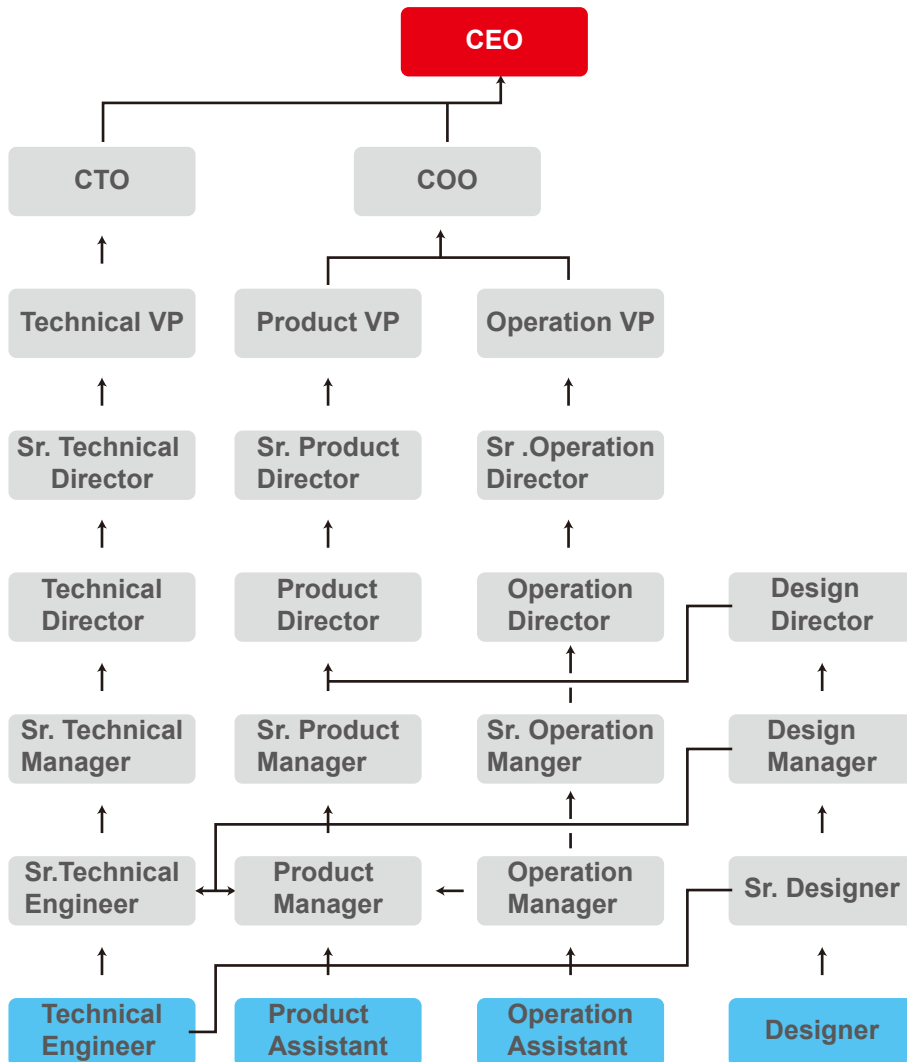 CEO
CTO
COO
Technical VP
Product VP
Operation VP
Sr. Technical
Director
Sr. Product
Director
Sr .Operation
Director
Technical
Director
Product
Director
Operation
Director
Design
Director
Sr. Technical
Manager
Sr. Product
Manager
Sr. Operation
Manger
Design
Manager
Sr.Technical
Engineer
Product
Manager
Operation
Manager
Sr. Designer
Technical
Engineer
Product
Assistant
Operation
Assistant
Designer